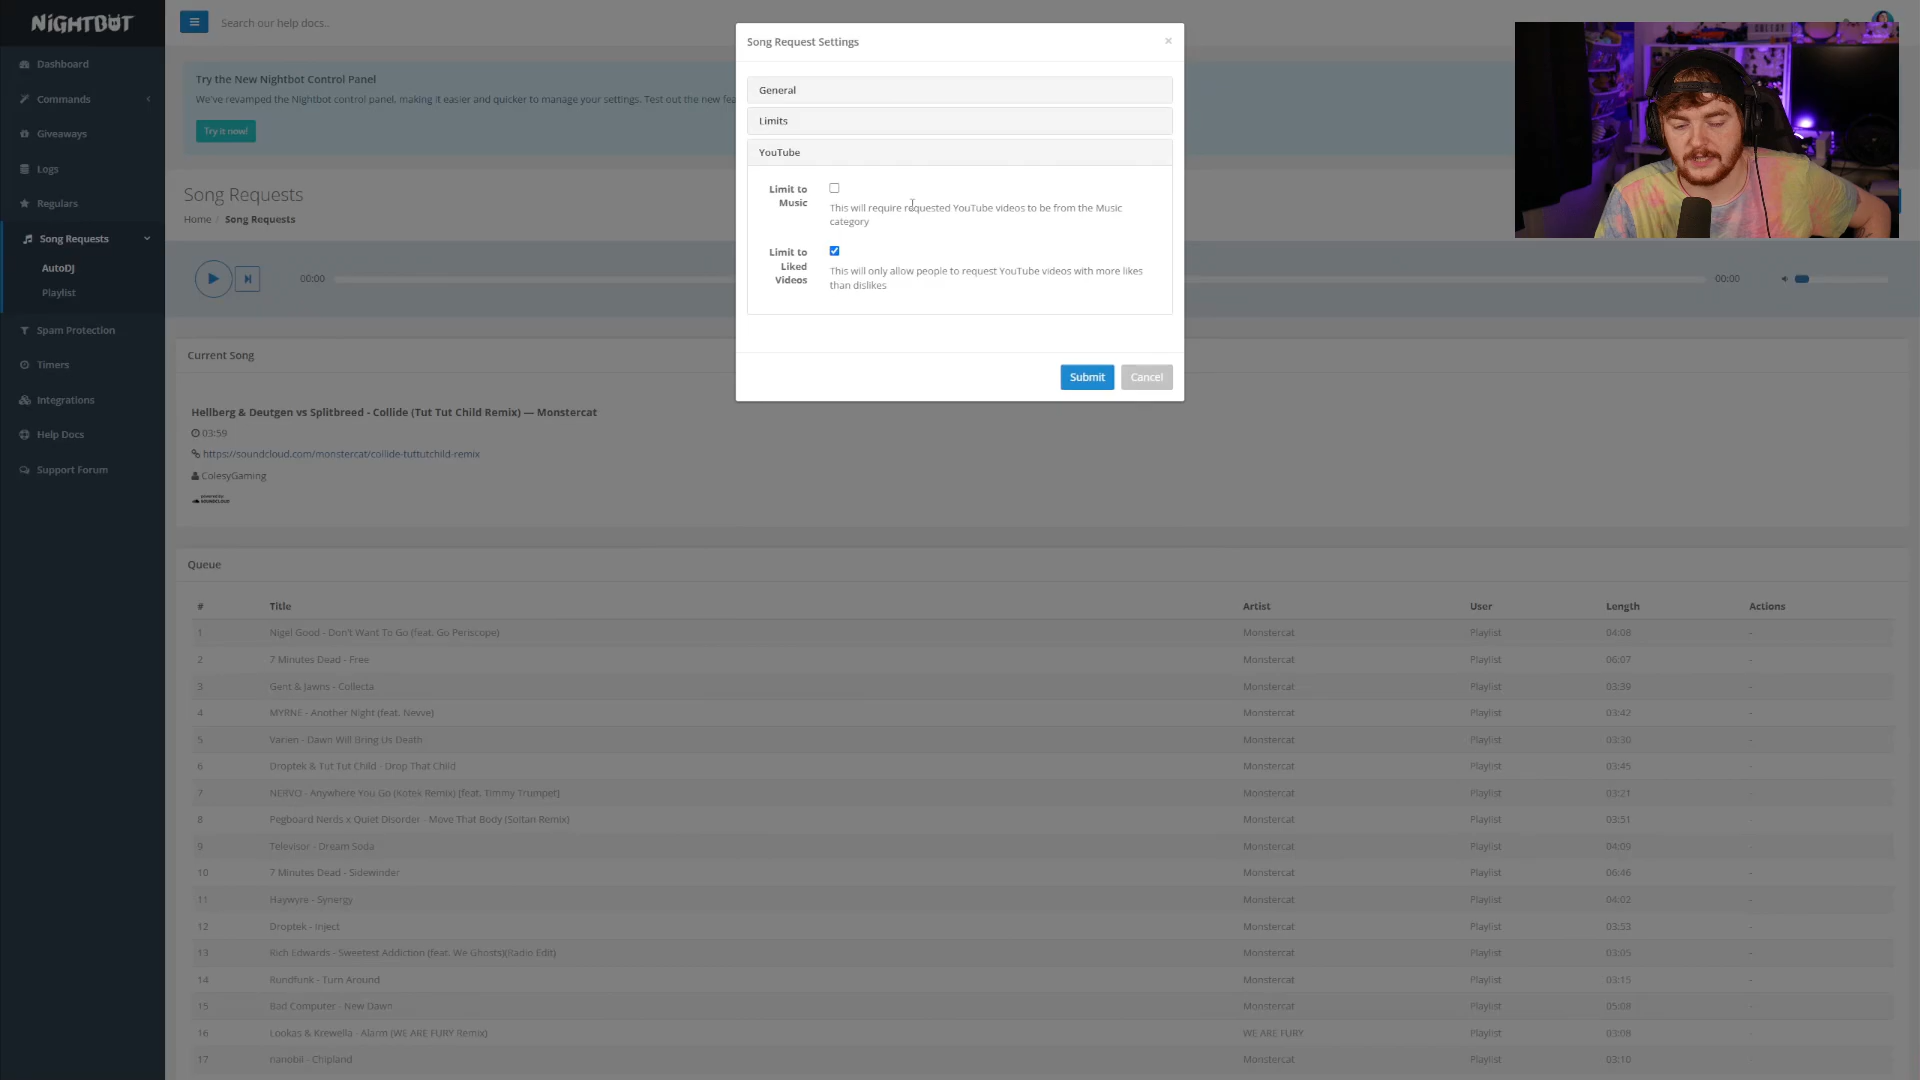 NIGHTBOT
Search our help docs...
Dashboard
Commands
Giveaways
Logs
Regulars
Song Requests
AutoDJ
Playlist
Spam Protection
Timers
Integrations
Help Docs
Support Forum
Try the New Nightbot Control Panel
We've revamped the Nightbot control panel, making it easier and quicker to manage your settings. Test out the new fea
Try it now!
Song Requests
Home / Song Requests
00:00
-00:00
Song Request Settings
×
General
Limits
YouTube
Limit to
Music
This will require requested YouTube videos to be from the Music
category
Limit to
Liked
Videos
This will only allow people to request YouTube videos with more likes
than dislikes
Submit
Cancel
Current Song
Hellberg & Deutgen vs Splitbreed - Collide (Tut Tut Child Remix) — Monstercat
03:59
https://soundcloud.com/monstercat/collide-tuttutchild-remix
ColesyGaming
powered by
SOUNDCLOUD
Queue
# Title Artist User Length Actions
1 Nigel Good - Don't Want To Go (feat. Go Periscope) Monstercat Playlist 04:08 -
2 7 Minutes Dead - Free Monstercat Playlist 06:07 -
3 Gent & Jawns - Collecta Monstercat Playlist 03:39 -
4 MYRNE - Another Night (feat. Nevve) Monstercat Playlist 03:42 -
5 Varien - Dawn Will Bring Us Death Monstercat Playlist 03:30 -
6 Droptek & Tut Tut Child - Drop That Child Monstercat Playlist 03:45 -
7 NERVO - Anywhere You Go (Kotek Remix) [feat. Timmy Trumpet] Monstercat Playlist 03:21 -
8 Pegboard Nerds x Quiet Disorder - Move That Body (Soltan Remix) Monstercat Playlist 03:51 -
9 Televisor - Dream Soda Monstercat Playlist 04:09 -
10 7 Minutes Dead - Sidewinder Monstercat Playlist 06:46 -
11 Haywyre - Synergy Monstercat Playlist 04:02 -
12 Droptek - Inject Monstercat Playlist 03:53 -
13 Rich Edwards - Sweetest Addiction (feat. We Ghosts)(Radio Edit) Monstercat Playlist 03:05 -
14 Rundfunk - Turn Around Monstercat Playlist 03:15 -
15 Bad Computer - New Dawn Monstercat Playlist 05:08 -
16 Lookas & Krewella - Alarm (WE ARE FURY Remix) WE ARE FURY Playlist 03:08 -
17 nanobii - Chipland Monstercat Playlist 03:10 -